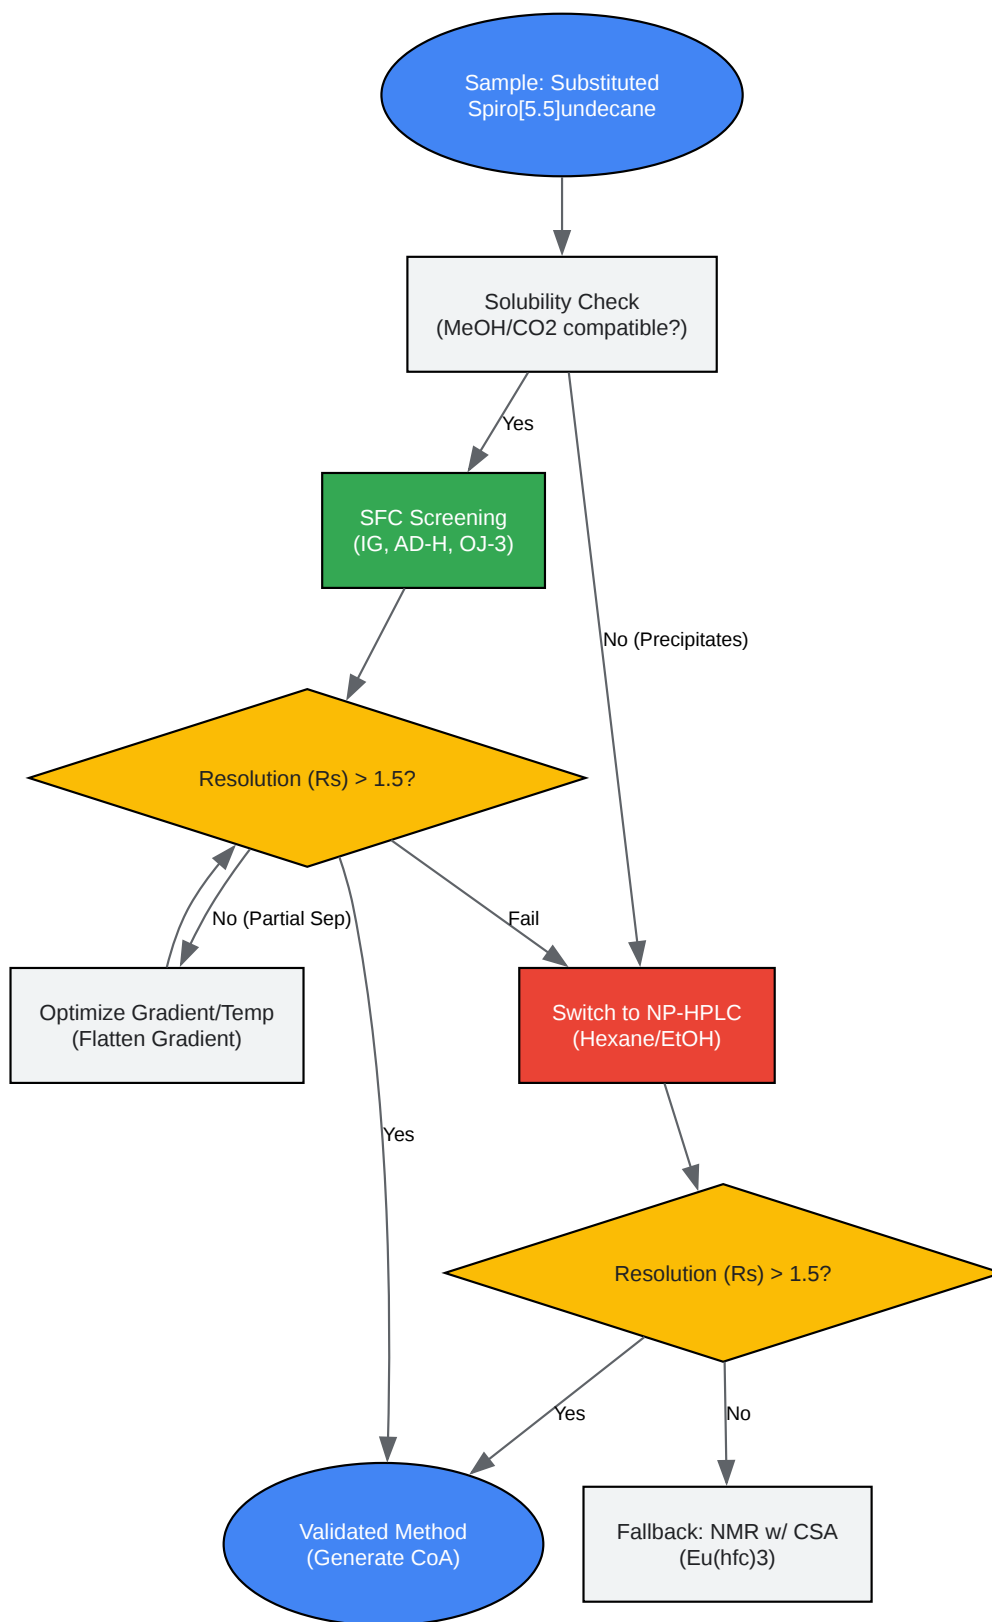 Sample: Substituted
Spiro[5.5]undecane
Solubility Check
(MeOH/CO2 compatible?)
Yes
SFC Screening
(IG, AD-H, OJ-3)
No (Precipitates)
Resolution (Rs) > 1.5?
No (Partial Sep)
Fail
Optimize Gradient/Temp
(Flatten Gradient)
Switch to NP-HPLC
(Hexane/EtOH)
Yes
Resolution (Rs) > 1.5?
Yes
No
Validated Method
(Generate CoA)
Fallback: NMR w/ CSA
(Eu(hfc)3)